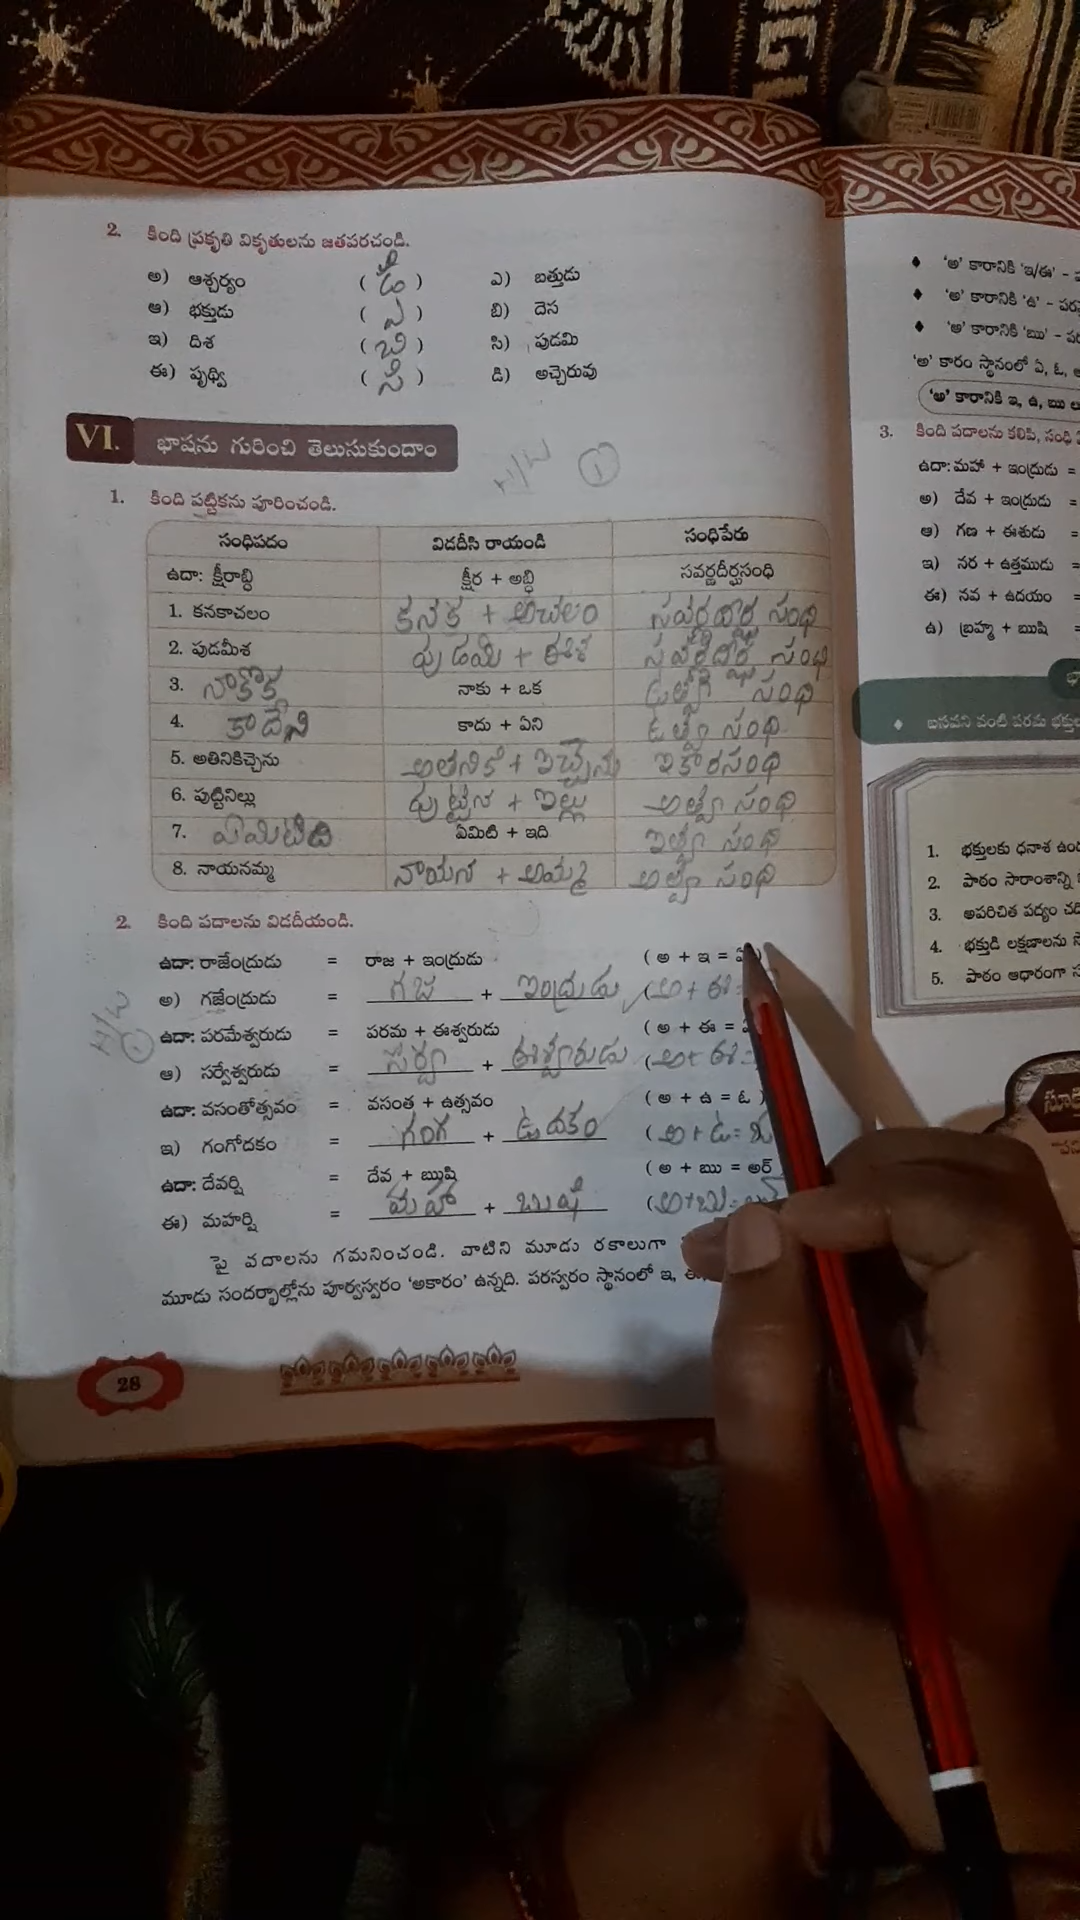 2. కింది ప్రకృతి వికృతులను జతపరచండి.
అ) ఆశ్చర్యం ( డి ) ఎ) బత్తుడు
ఆ) భక్తుడు ( ఎ ) బి) దెస
ఇ) దిశ ( బి ) సి) పుడమి
ఈ) పృథ్వి ( సి ) డి) అచ్చెరువు
VI. భాషను గురించి తెలుసుకుందాం
H/W 1
1. కింది పట్టికను పూరించండి.
సంధిపదం విడదీసి రాయండి సంధిపేరు
ఉదా: క్షీరాబ్ధి క్షీర + అబ్ధి సవర్ణదీర్ఘసంధి
1. కనకాచలం కనక + అచలం సవర్ణదీర్ఘ సంధి
2. పుడమీశ పుడమి + ఈశ సవర్ణదీర్ఘ సంధి
3. నాకొక్క నాకు + ఒక ఉత్వ సంధి
4. కాదేని కాదు + ఏని ఉత్వ సంధి
5. అతినికిచ్చెను అతనికి + ఇచ్చెను ఇకారసంధి
6. పుట్టినిల్లు పుట్టిన + ఇల్లు అత్వ సంధి
7. ఏమిటిది ఏమిటి + ఇది ఇత్వ సంధి
8. నాయనమ్మ నాయన + అమ్మ అత్వ సంధి
2. కింది పదాలను విడదీయండి.
ఉదా: రాజేంద్రుడు = రాజ + ఇంద్రుడు ( అ + ఇ =
అ) గజేంద్రుడు = గజ + ఇంద్రుడు (అ + ఈ =
ఉదా: పరమేశ్వరుడు = పరమ + ఈశ్వరుడు ( అ + ఈ =
H/W
ఆ) సర్వేశ్వరుడు = సర్వ + ఈశ్వరుడు (అ + ఈ =
ఉదా: వసంతోత్సవం = వసంత + ఉత్సవం ( అ + ఉ = ఓ )
ఇ) గంగోదకం = గంగ + ఉదకం (అ + ఉ =
ఉదా: దేవర్షి = దేవ + ఋషి ( అ + ఋ = అర్
ఈ) మహర్షి = మహా + ఋషి (అ + ఋ =
పై పదాలను గమనించండి. వాటిని మూడు రకాలుగా
మూడు సందర్భాల్లోను పూర్వస్వరం ‘అకారం’ ఉన్నది. పరస్వరం స్థానంలో ఇ, ఈ
28
♦ ‘అ’ కారానికి ‘ఇ/ఈ’ -
♦ ‘అ’ కారానికి ‘ఉ’ -
♦ ‘అ’ కారానికి ‘ఋ’ -
‘అ’ కారం స్థానంలో ఏ, ఓ,
‘అ’ కారానికి ఇ, ఉ, ఋ
3. కింది పదాలను కలిపి, సంధి
ఉదా: మహా + ఇంద్రుడు =
అ) దేవ + ఇంద్రుడు =
ఆ) గణ + ఈశుడు =
ఇ) నర + ఉత్తముడు =
ఈ) నవ + ఉదయం =
ఉ) బ్రహ్మ + ఋషి =
♦ బసవని వంటి పరమ
1. భక్తులకు ధనాశ
2. పాఠం సారాంశాన్ని
3. అపరిచిత పద్యం
4. భక్తుడి లక్షణాలను
5. పాఠం ఆధారంగా